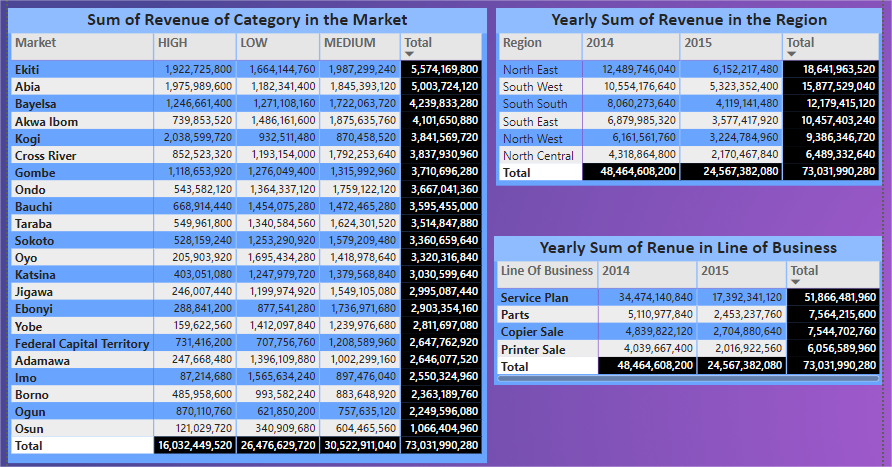 Sum of Revenue of Category in the Market
Market HIGH LOW MEDIUM Total
Ekiti 1,922,725,800 1,664,144,760 1,987,299,240 5,574,169,800
Abia 1,975,989,600 1,182,341,400 1,845,393,120 5,003,724,120
Bayelsa 1,246,661,400 1,271,108,160 1,722,063,720 4,239,833,280
Akwa Ibom 739,853,520 1,486,161,600 1,875,635,760 4,101,650,880
Kogi 2,038,599,720 932,511,480 870,458,520 3,841,569,720
Cross River 852,523,320 1,193,154,000 1,792,253,640 3,837,930,960
Gombe 1,118,653,920 1,276,049,400 1,315,992,960 3,710,696,280
Ondo 543,582,120 1,364,337,120 1,759,122,120 3,667,041,360
Bauchi 668,914,440 1,454,075,280 1,472,465,280 3,595,455,000
Taraba 549,961,800 1,340,584,560 1,624,301,520 3,514,847,880
Sokoto 528,159,240 1,253,290,920 1,579,209,480 3,360,659,640
Oyo 205,903,920 1,695,434,280 1,418,978,640 3,320,316,840
Katsina 403,051,080 1,247,979,720 1,379,568,840 3,030,599,640
Jigawa 246,007,440 1,199,974,920 1,549,105,080 2,995,087,440
Ebonyi 288,841,200 877,541,280 1,736,971,680 2,903,354,160
Yobe 159,622,560 1,412,097,840 1,239,976,680 2,811,697,080
Federal Capital Territory 731,416,200 707,756,760 1,208,589,960 2,647,762,920
Adamawa 247,668,480 1,396,109,880 1,002,299,160 2,646,077,520
Imo 87,214,680 1,565,634,240 897,476,040 2,550,324,960
Borno 485,958,600 993,582,240 883,648,920 2,363,189,760
Ogun 870,110,760 621,850,200 757,635,120 2,249,596,080
Osun 121,029,720 340,909,680 604,465,560 1,066,404,960
Total 16,032,449,520 26,476,629,720 30,522,911,040 73,031,990,280
Yearly Sum of Revenue in the Region
Region 2014 2015 Total
North East 12,489,746,040 6,152,217,480 18,641,963,520
South West 10,554,176,640 5,323,352,400 15,877,529,040
South South 8,060,273,640 4,119,141,480 12,179,415,120
South East 6,879,985,320 3,577,417,920 10,457,403,240
North West 6,161,561,760 3,224,784,960 9,386,346,720
North Central 4,318,864,800 2,170,467,840 6,489,332,640
Total 48,464,608,200 24,567,382,080 73,031,990,280
Yearly Sum of Renue in Line of Business
Line Of Business 2014 2015 Total
Service Plan 34,474,140,840 17,392,341,120 51,866,481,960
Parts 5,110,977,840 2,453,237,760 7,564,215,600
Copier Sale 4,839,822,120 2,704,880,640 7,544,702,760
Printer Sale 4,039,667,400 2,016,922,560 6,056,589,960
Total 48,464,608,200 24,567,382,080 73,031,990,280